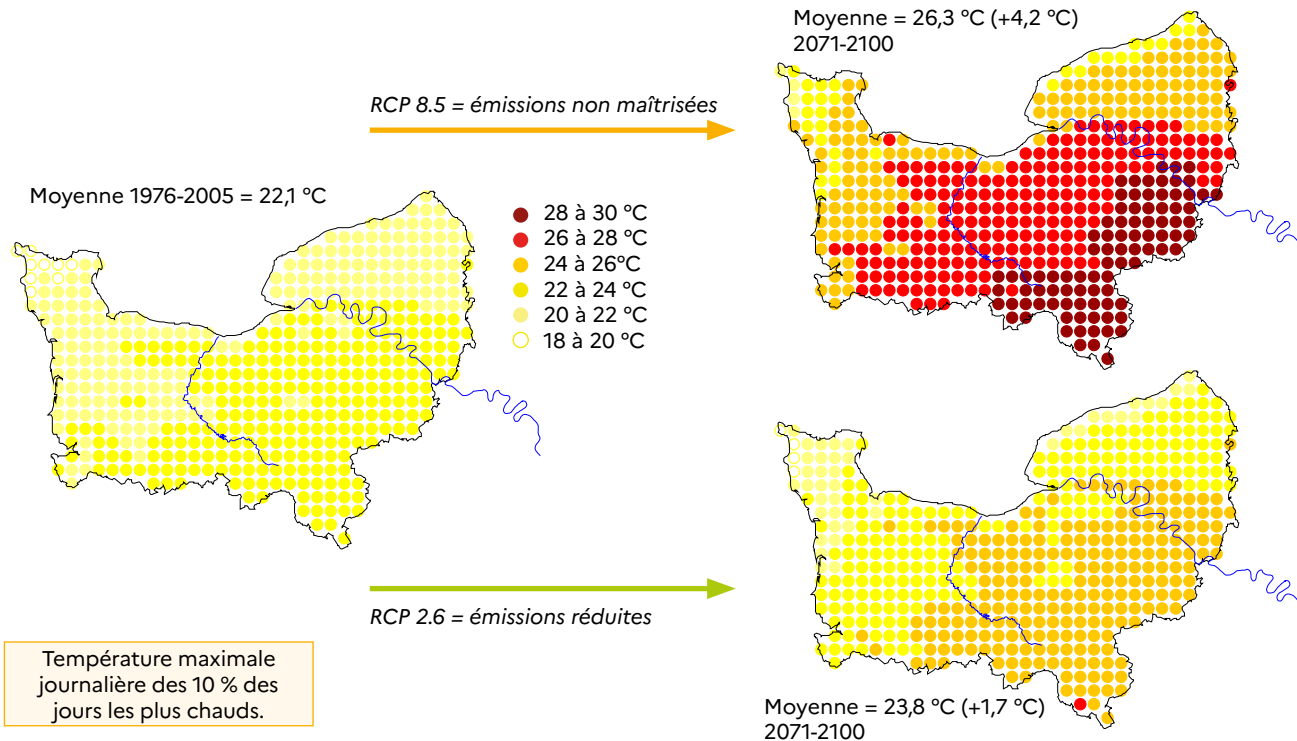 Moyenne = 26,3 °C (+4,2 °C)
2071-2100
RCP 8.5 = émissions non maîtrisées
Moyenne 1976-2005 = 22,1 °C
28 à 30 °C
26 à 28 °C
24 à 26°C
22 à 24 °C
20 à 22 °C
18 à 20 °C
RCP 2.6 = émissions réduites
Température maximale
journalière des 10 % des
jours les plus chauds.
Moyenne = 23,8 °C (+1,7 °C)
2071-2100